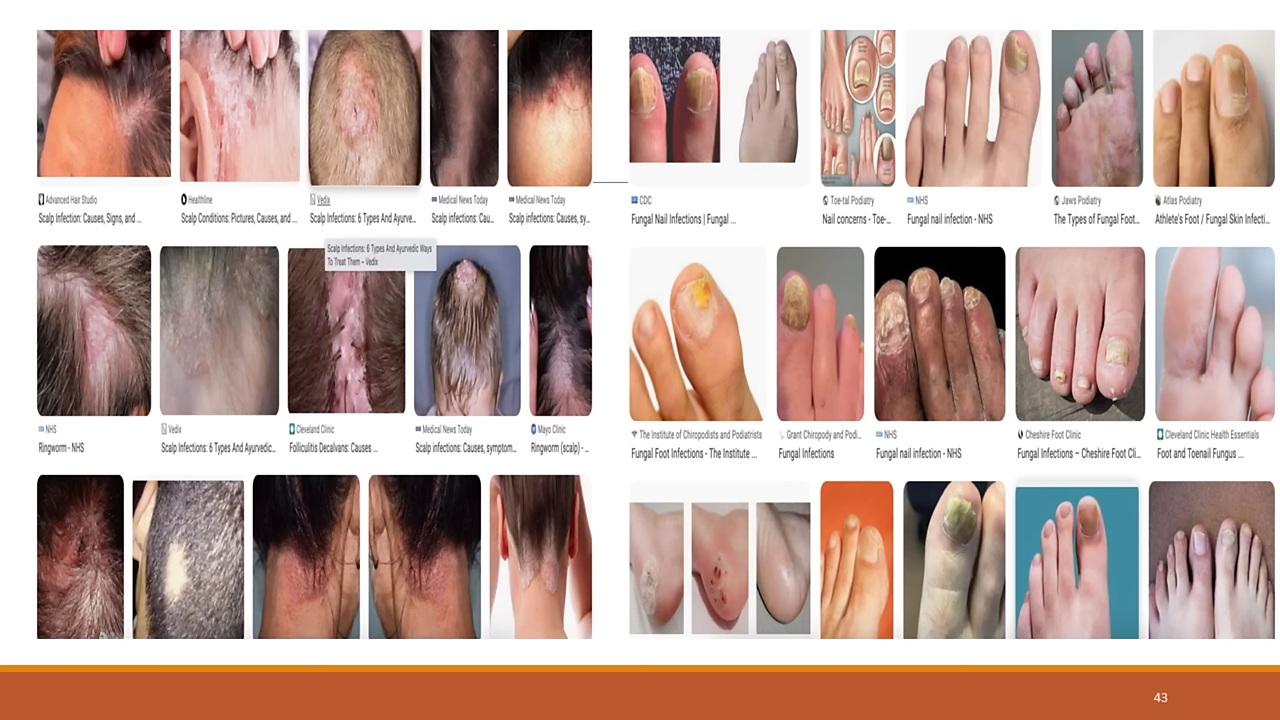 Advanced Hair Studio
Scalp Infection: Causes, Signs, and ...
Healthline
Scalp Conditions: Pictures, Causes, and ...
Vedix
Scalp Infections: 6 Types And Ayurve...
Medical News Today
Scalp infections: Cau...
Medical News Today
Scalp infections: Causes, sy...
Scalp Infections: 6 Types And Ayurvedic Ways
To Treat Them – Vedix
NHS
Ringworm - NHS
Vedix
Scalp Infections: 6 Types And Ayurvedic...
Cleveland Clinic
Folliculitis Decalvans: Causes ...
Medical News Today
Scalp infections: Causes, symptom...
Mayo Clinic
Ringworm (scalp) - ...
CDC
Fungal Nail Infections | Fungal ...
Toe-tal Podiatry
Nail concerns - Toe-...
NHS
Fungal nail infection - NHS
Jaws Podiatry
The Types of Fungal Foot...
Atlas Podiatry
Athlete's Foot / Fungal Skin Infecti...
The Institute of Chiropodists and Podiatrists
Fungal Foot Infections - The Institute ...
Grant Chiropody and Podi...
Fungal Infections
NHS
Fungal nail infection - NHS
Cheshire Foot Clinic
Fungal Infections – Cheshire Foot Cli...
Cleveland Clinic Health Essentials
Foot and Toenail Fungus ...
43